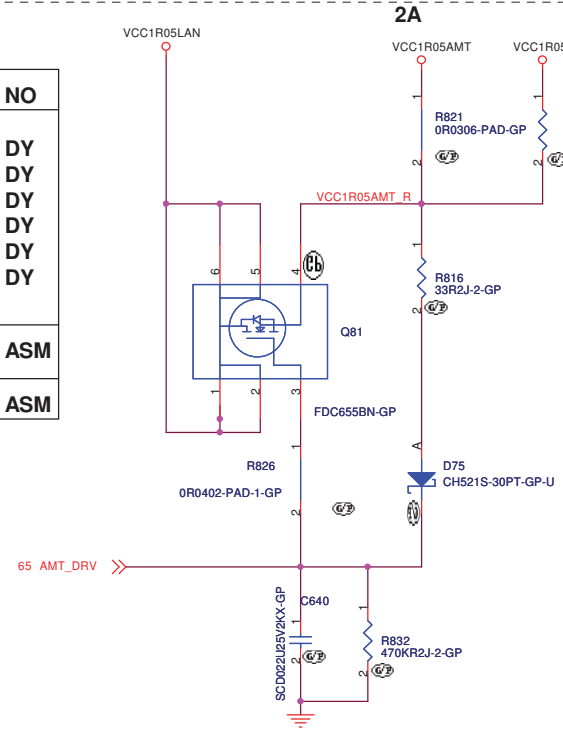 2A
VCC1R05LAN
VCC1R05AMT
VCC1R05
NO
DY
DY
DY
DY
DY
DY
ASM
ASM
1
R821
0R0306-PAD-GP
2
G/P
1
2
VCC1R05AMT_R
6
5
4
1
R816
33R2J-2-GP
2
G/P
Q81
1
2
3
FDC655BN-GP
1
R826
0R0402-PAD-1-GP
2
G/P
A
D75
CH521S-30PT-GP-U
65 AMT_DRV
SCD022U25V2KX-GP
C640
1
2
G/P
1
R832
470KR2J-2-GP
2
G/P